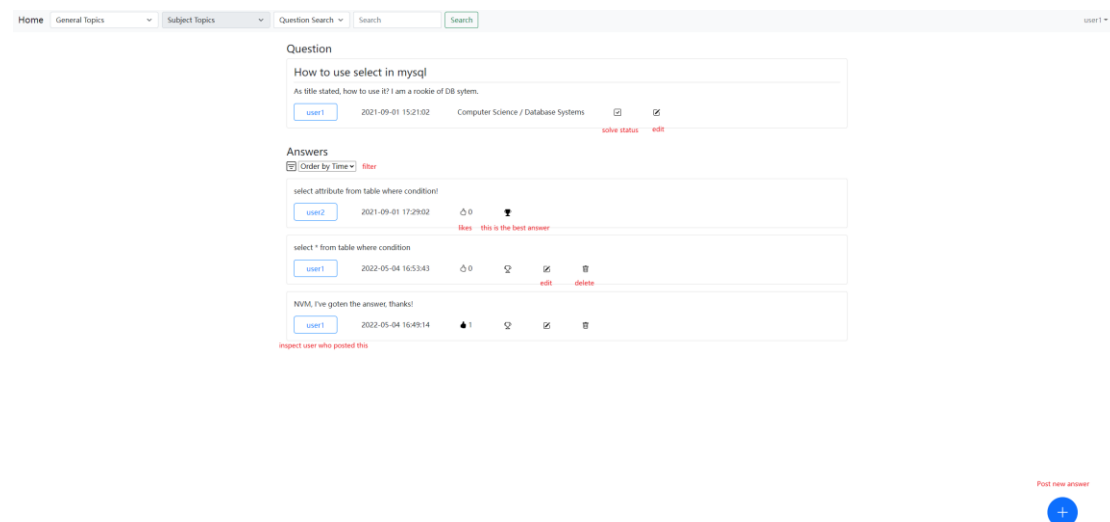 Home General Topics Subject Topics Question Search Search Search user1
Question
How to use select in mysql
As title stated, how to use it? I am a rookie of DB sytem.
user1 2021-09-01 15:21:02 Computer Science / Database Systems
solve status edit
Answers
Order by Time filter
select attribute from table where condition!
user2 2021-09-01 17:29:02 0
likes this is the best answer
select * from table where condition
user1 2022-05-04 16:53:43 0
edit delete
NVM, I've goten the answer, thanks!
user1 2022-05-04 16:49:14 1
inspect user who posted this
Post new answer